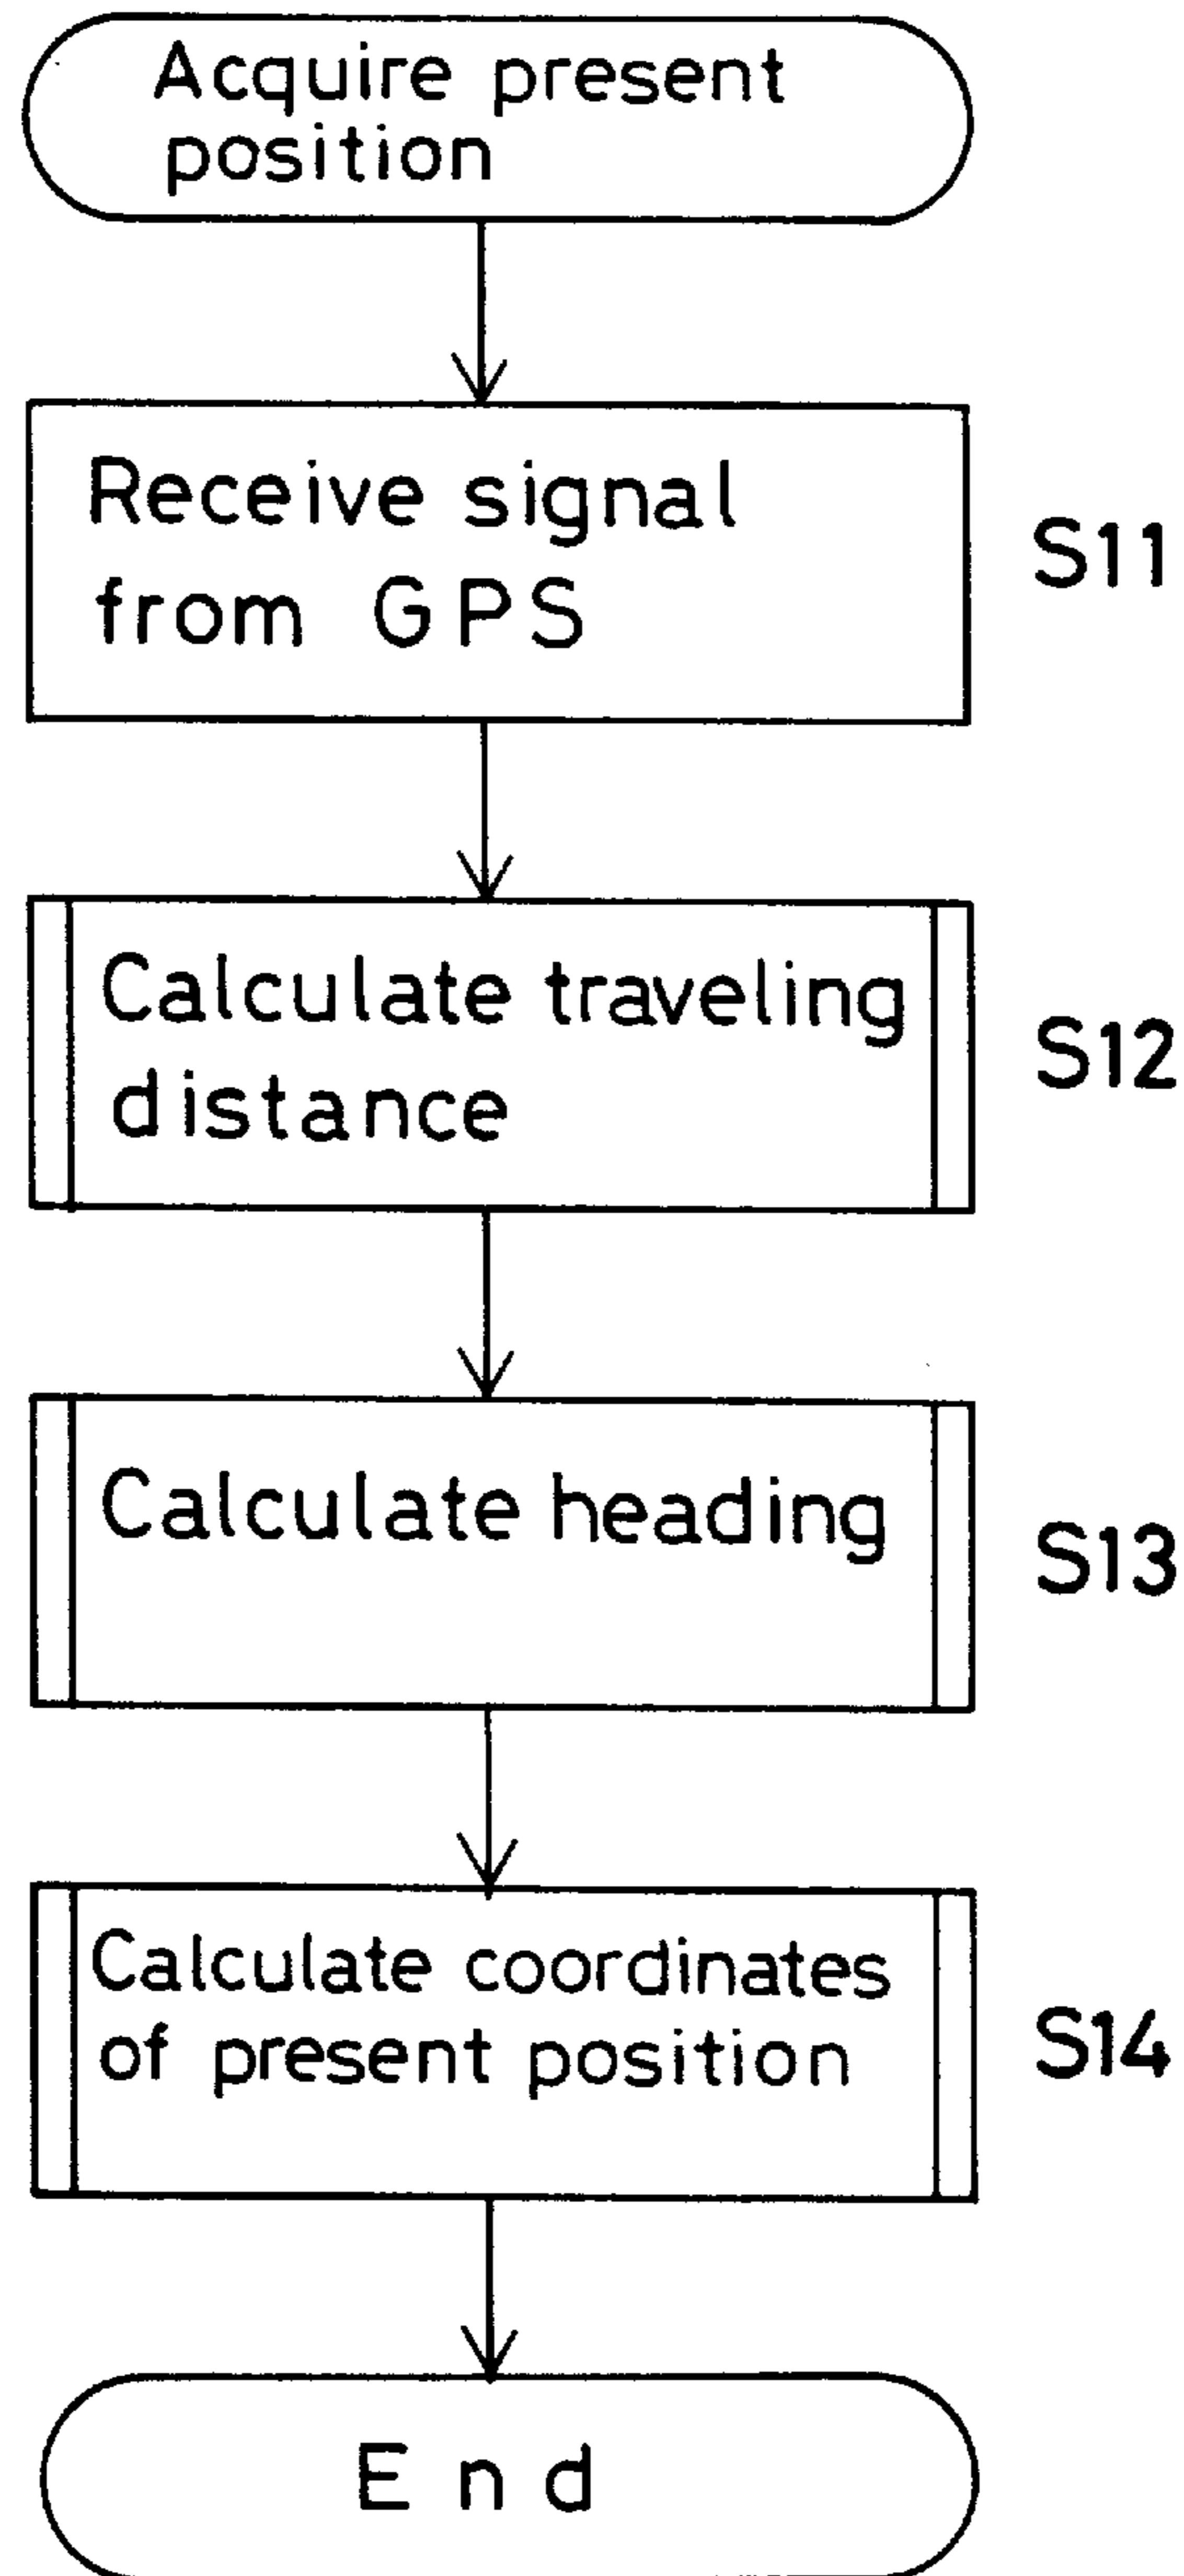 Acquire present
position
Receive signal
from GPS
S11
Calculate traveling
distance
S12
Calculate heading
S13
Calculate coordinates
of present position
S14
End